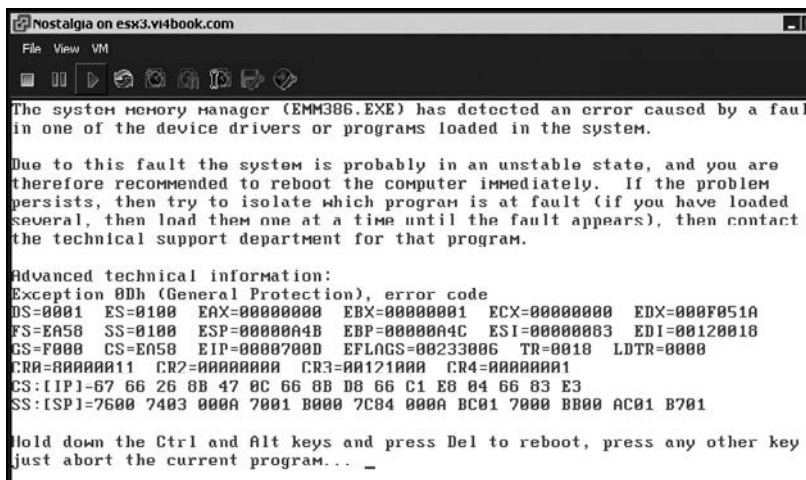 Nostalgia on esx3.vi4book.com
File View VM
The system memory manager (EMM386.EXE) has detected an error caused by a faul
in one of the device drivers or programs loaded in the system.
Due to this fault the system is probably in an unstable state, and you are
therefore recommended to reboot the computer immediately. If the problem
persists, then try to isolate which program is at fault (if you have loaded
several, then load them one at a time until the fault appears), then contact
the technical support department for that program.
Advanced technical information:
Exception 0Dh (General Protection), error code
DS=0001 ES=0100 EAX=00000000 EBX=00000001 ECX=00000000 EDX=000F051A
FS=EA58 SS=0100 ESP=00000A4B EBP=00000A4C ESI=00000083 EDI=00120018
GS=F000 CS=EA58 EIP=0000700D EFLAGS=00233006 TR=0018 LDTR=0000
CR0=80000011 CR2=00000000 CR3=00121000 CR4=00000001
CS:[IP]=67 66 26 8B 47 0C 66 8B D8 66 C1 E8 04 66 83 E3
SS:[SP]=7600 7403 000A 7001 B000 7C84 000A BC01 7000 BB00 AC01 B701
Hold down the Ctrl and Alt keys and press Del to reboot, press any other key
just abort the current program... _